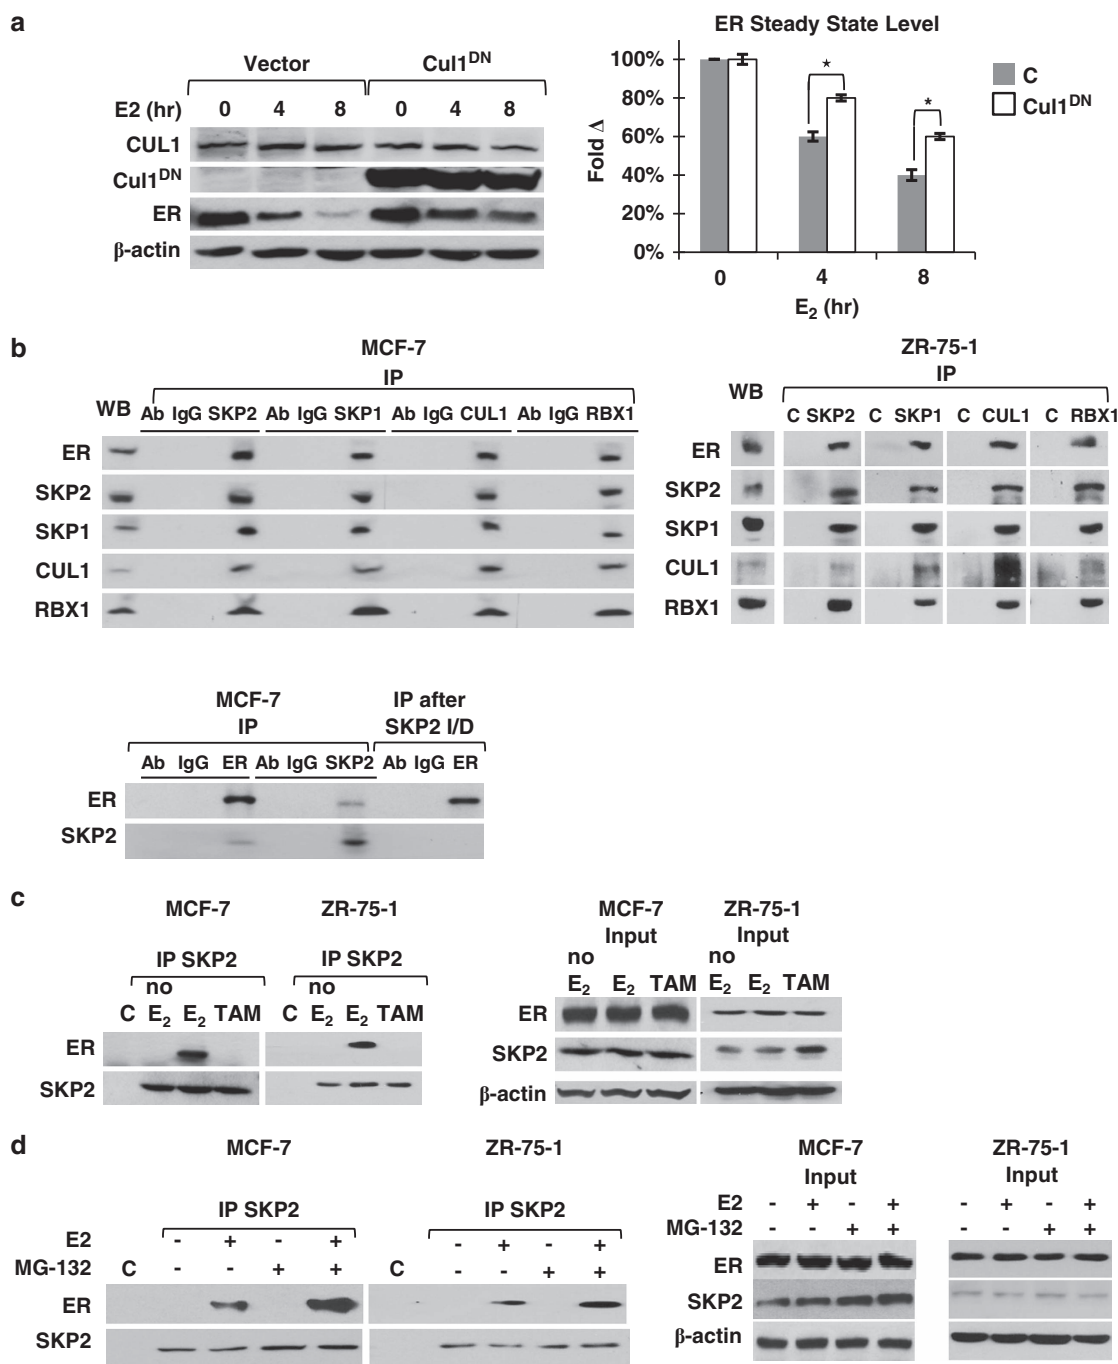 a
Vector Cul1DN
E2 (hr) 0 4 8 0 4 8
CUL1
Cul1DN
ER
β-actin
ER Steady State Level
100%
80%
60%
40%
20%
0%
Fold Δ
* *
0 4 8
E2 (hr)
C
Cul1DN
b
MCF-7
IP
WB Ab IgG SKP2 Ab IgG SKP1 Ab IgG CUL1 Ab IgG RBX1
ER
SKP2
SKP1
CUL1
RBX1
ZR-75-1
IP
WB C SKP2 C SKP1 C CUL1 C RBX1
ER
SKP2
SKP1
CUL1
RBX1
MCF-7
IP
IP after
SKP2 I/D
Ab IgG ER Ab IgG SKP2 Ab IgG ER
ER
SKP2
c
MCF-7 ZR-75-1
IP SKP2 IP SKP2
no no
C E2 E2 TAM C E2 E2 TAM
ER
SKP2
MCF-7 ZR-75-1
Input Input
no no
E2 E2 TAM E2 E2 TAM
ER
SKP2
β-actin
d
MCF-7 ZR-75-1
IP SKP2 IP SKP2
E2 - + - + - + - +
MG-132 C - - + + C - - + +
ER
SKP2
MCF-7 ZR-75-1
Input Input
E2 - + - + - + - +
MG-132 - - + + - - + +
ER
SKP2
β-actin